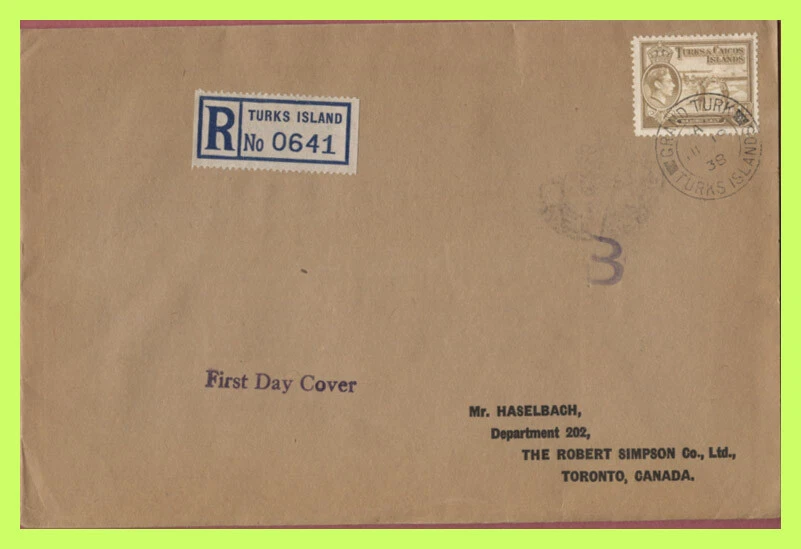 TURKS & CAICOS
ISLANDS
R
TURKS ISLAND
No 0641
GRAND TURK
38
TURKS ISLANDS
3
First Day Cover
Mr. HASELBACH,
Department 202,
THE ROBERT SIMPSON Co., Ltd.,
TORONTO, CANADA.